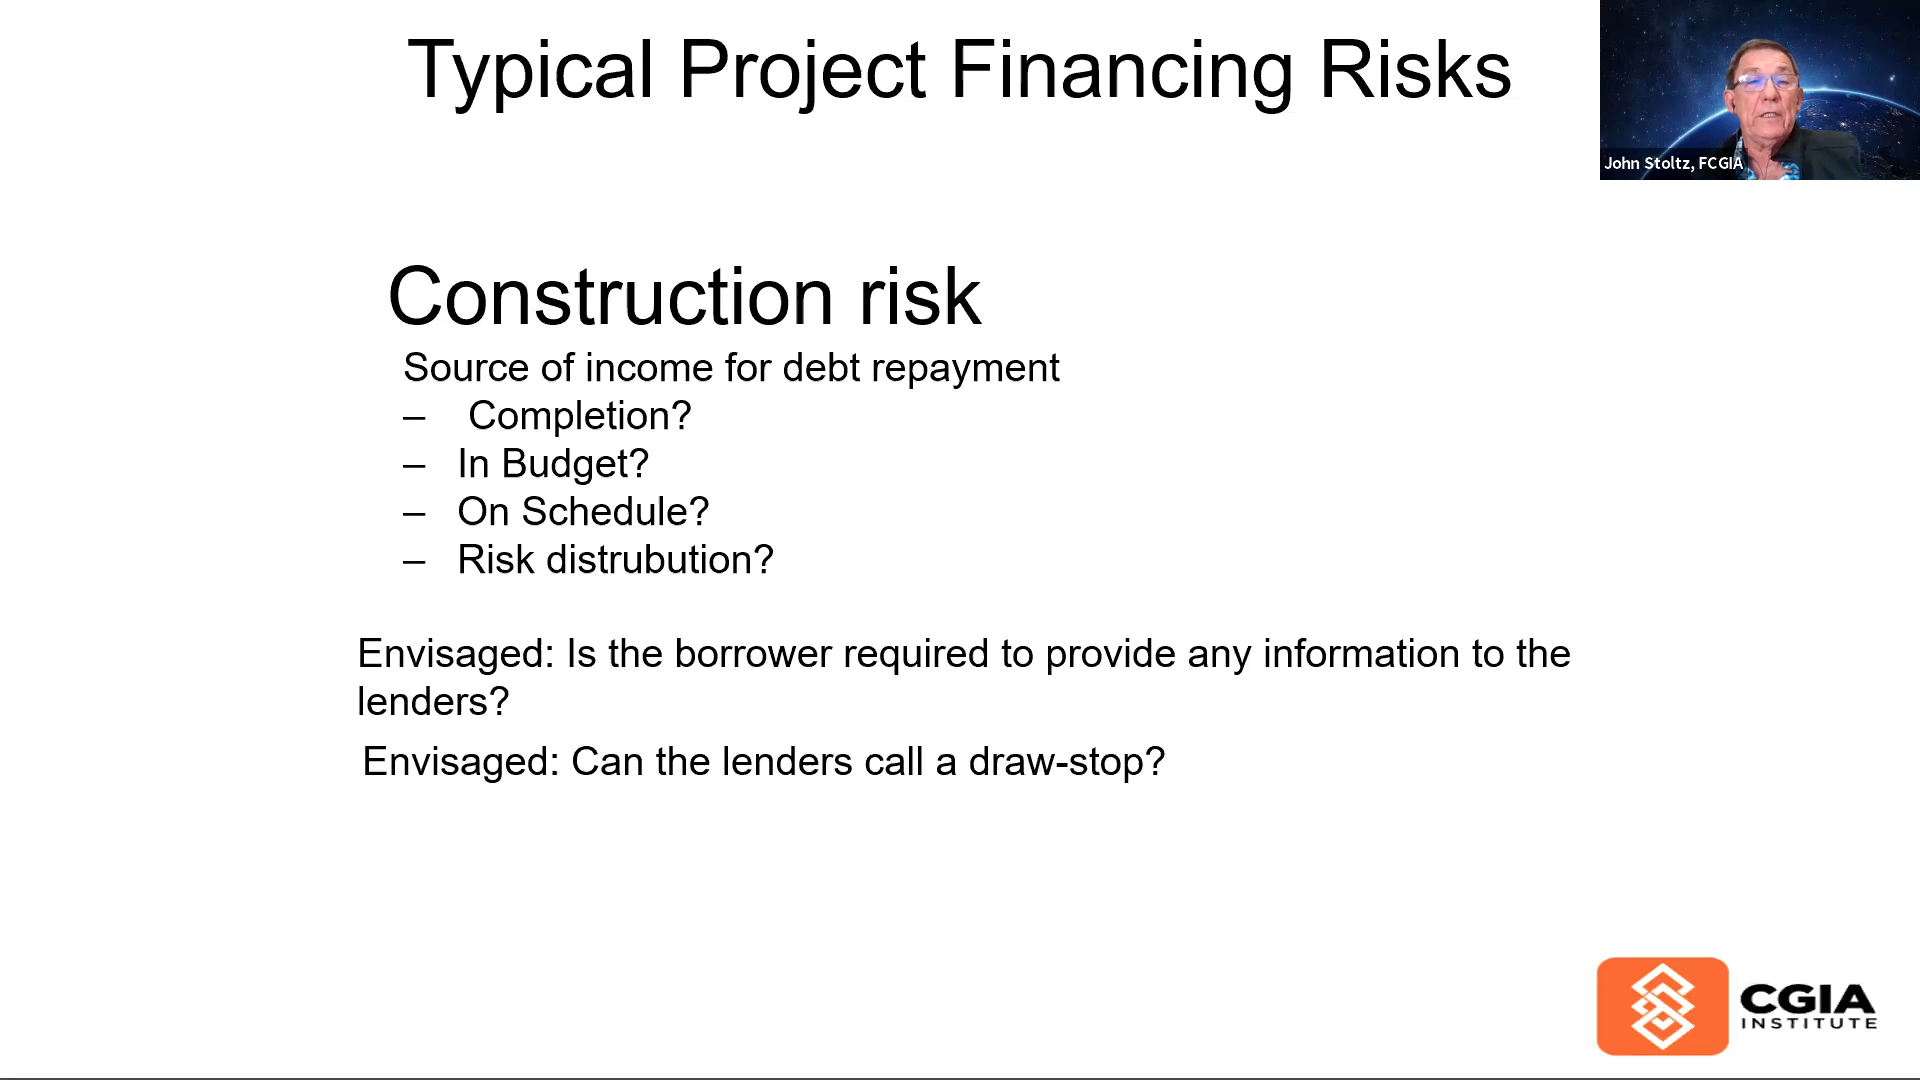 Typical Project Financing Risks
John Stoltz, FCGIA
Construction risk
Source of income for debt repayment
– Completion?
– In Budget?
– On Schedule?
– Risk distrubution?
Envisaged: Is the borrower required to provide any information to the
lenders?
Envisaged: Can the lenders call a draw-stop?
CGIA
INSTITUTE